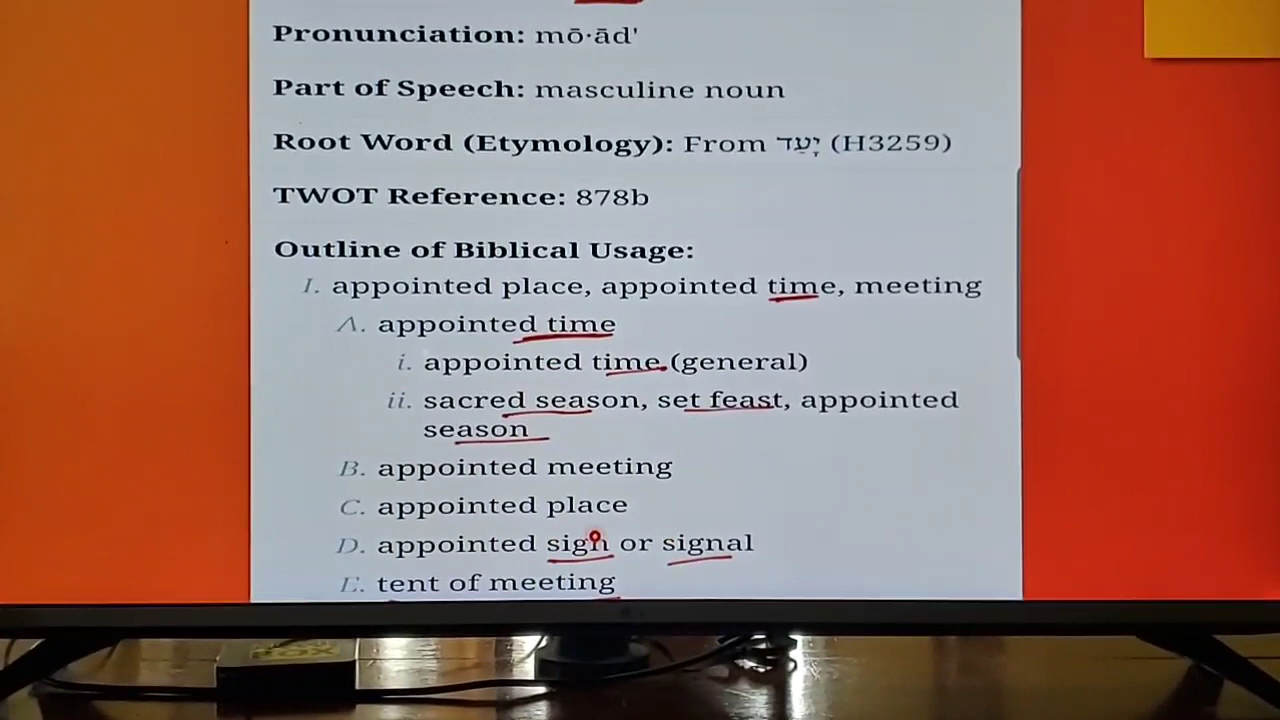 Pronunciation: mō·ād'
Part of Speech: masculine noun
Root Word (Etymology): From יָעַד (H3259)
TWOT Reference: 878b
Outline of Biblical Usage:
I. appointed place, appointed time, meeting
A. appointed time
i. appointed time (general)
ii. sacred season, set feast, appointed
season
B. appointed meeting
C. appointed place
D. appointed sign or signal
E. tent of meeting